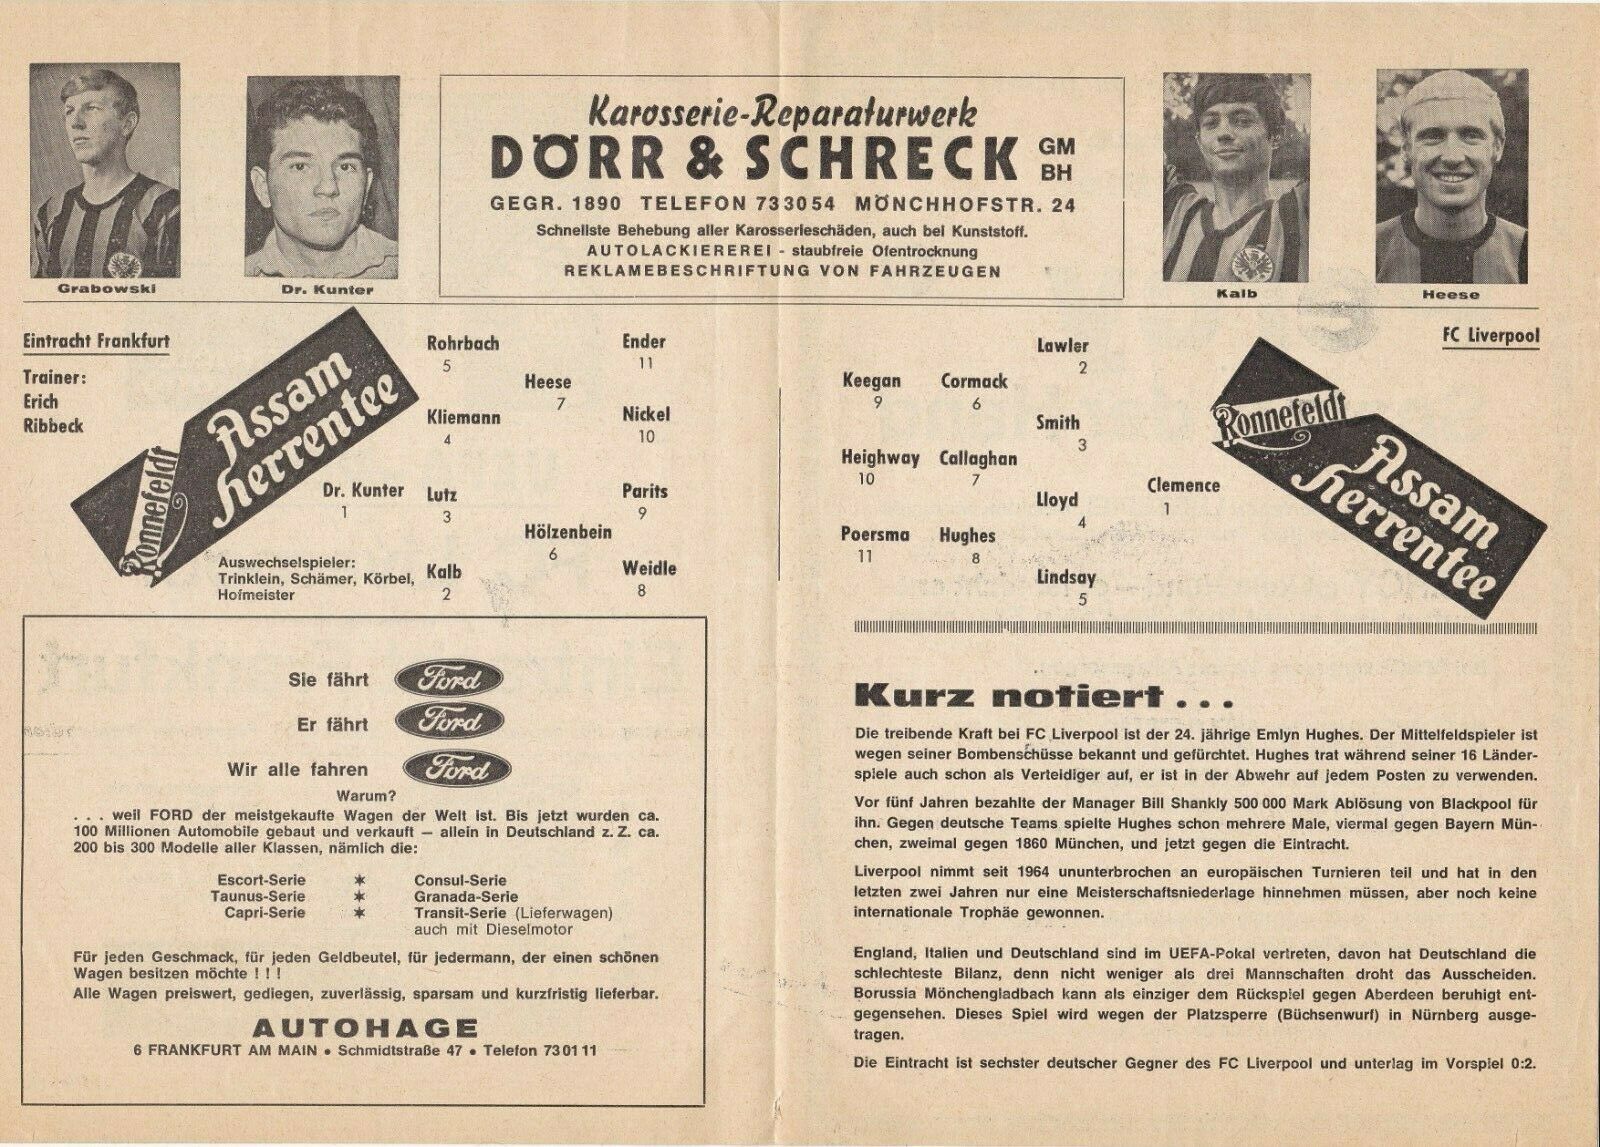 Grabowski
Dr. Kunter
Karosserie-Reparaturwerk
DÖRR & SCHRECK GM
BH
GEGR. 1890 TELEFON 733054 MÖNCHHOFSTR. 24
Schnellste Behebung aller Karosserieschäden, auch bei Kunststoff.
AUTOLACKIEREREI - staubfreie Ofentrocknung
REKLAMEBESCHRIFTUNG VON FAHRZEUGEN
Kalb
Heese
Eintracht Frankfurt
Trainer:
Erich
Ribbeck
Ronnefeldt
Assam
Herrentee
Rohrbach
5
Ender
11
Heese
7
Kliemann
4
Nickel
10
Dr. Kunter
1
Lutz
3
Parits
9
Hölzenbein
6
Kalb
2
Weidle
8
Auswechselspieler:
Trinklein, Schämer, Körbel,
Hofmeister
FC Liverpool
Lawler
2
Keegan
9
Cormack
6
Smith
3
Heighway
10
Callaghan
7
Clemence
1
Lloyd
4
Poersma
11
Hughes
8
Lindsay
5
Ronnefeldt
Assam
Herrentee
Sie fährt Ford
Er fährt Ford
Wir alle fahren Ford
Warum?
. . . weil FORD der meistgekaufte Wagen der Welt ist. Bis jetzt wurden ca.
100 Millionen Automobile gebaut und verkauft — allein in Deutschland z. Z. ca.
200 bis 300 Modelle aller Klassen, nämlich die:
Escort-Serie * Consul-Serie
Taunus-Serie * Granada-Serie
Capri-Serie * Transit-Serie (Lieferwagen)
auch mit Dieselmotor
Für jeden Geschmack, für jeden Geldbeutel, für jedermann, der einen schönen
Wagen besitzen möchte ! ! !
Alle Wagen preiswert, gediegen, zuverlässig, sparsam und kurzfristig lieferbar.
AUTOHAGE
6 FRANKFURT AM MAIN • Schmidtstraße 47 • Telefon 73 01 11
Kurz notiert . . .
Die treibende Kraft bei FC Liverpool ist der 24. jährige Emlyn Hughes. Der Mittelfeldspieler ist
wegen seiner Bombenschüsse bekannt und gefürchtet. Hughes trat während seiner 16 Länder-
spiele auch schon als Verteidiger auf, er ist in der Abwehr auf jedem Posten zu verwenden.
Vor fünf Jahren bezahlte der Manager Bill Shankly 500 000 Mark Ablösung von Blackpool für
ihn. Gegen deutsche Teams spielte Hughes schon mehrere Male, viermal gegen Bayern Mün-
chen, zweimal gegen 1860 München, und jetzt gegen die Eintracht.
Liverpool nimmt seit 1964 ununterbrochen an europäischen Turnieren teil und hat in den
letzten zwei Jahren nur eine Meisterschaftsniederlage hinnehmen müssen, aber noch keine
internationale Trophäe gewonnen.
England, Italien und Deutschland sind im UEFA-Pokal vertreten, davon hat Deutschland die
schlechteste Bilanz, denn nicht weniger als drei Mannschaften droht das Ausscheiden.
Borussia Mönchengladbach kann als einziger dem Rückspiel gegen Aberdeen beruhigt ent-
gegensehen. Dieses Spiel wird wegen der Platzsperre (Büchsenwurf) in Nürnberg ausge-
tragen.
Die Eintracht ist sechster deutscher Gegner des FC Liverpool und unterlag im Vorspiel 0:2.